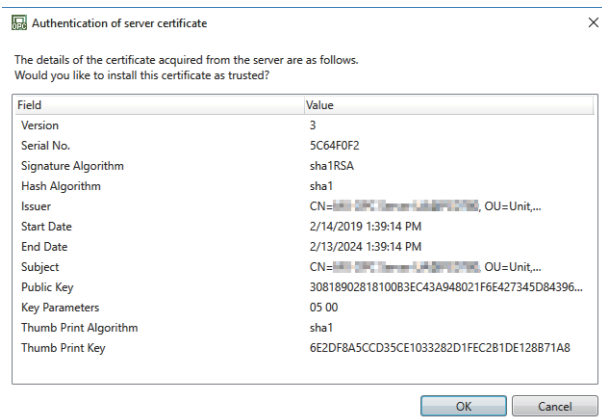 Authentication of server certificate
The details of the certificate acquired from the server are as follows.
Would you like to install this certificate as trusted?
Field Value
Version 3
Serial No. 5C64F0F2
Signature Algorithm sha1RSA
Hash Algorithm sha1
Issuer CN= , OU=Unit,...
Start Date 2/14/2019 1:39:14 PM
End Date 2/13/2024 1:39:14 PM
Subject CN= OU=Unit,...
Public Key 30818902818100B3EC43A948021F6E427345D84396...
Key Parameters 05 00
Thumb Print Algorithm sha1
Thumb Print Key 6E2DF8A5CCD35CE1033282D1FEC2B1DE128B71A8
OK Cancel